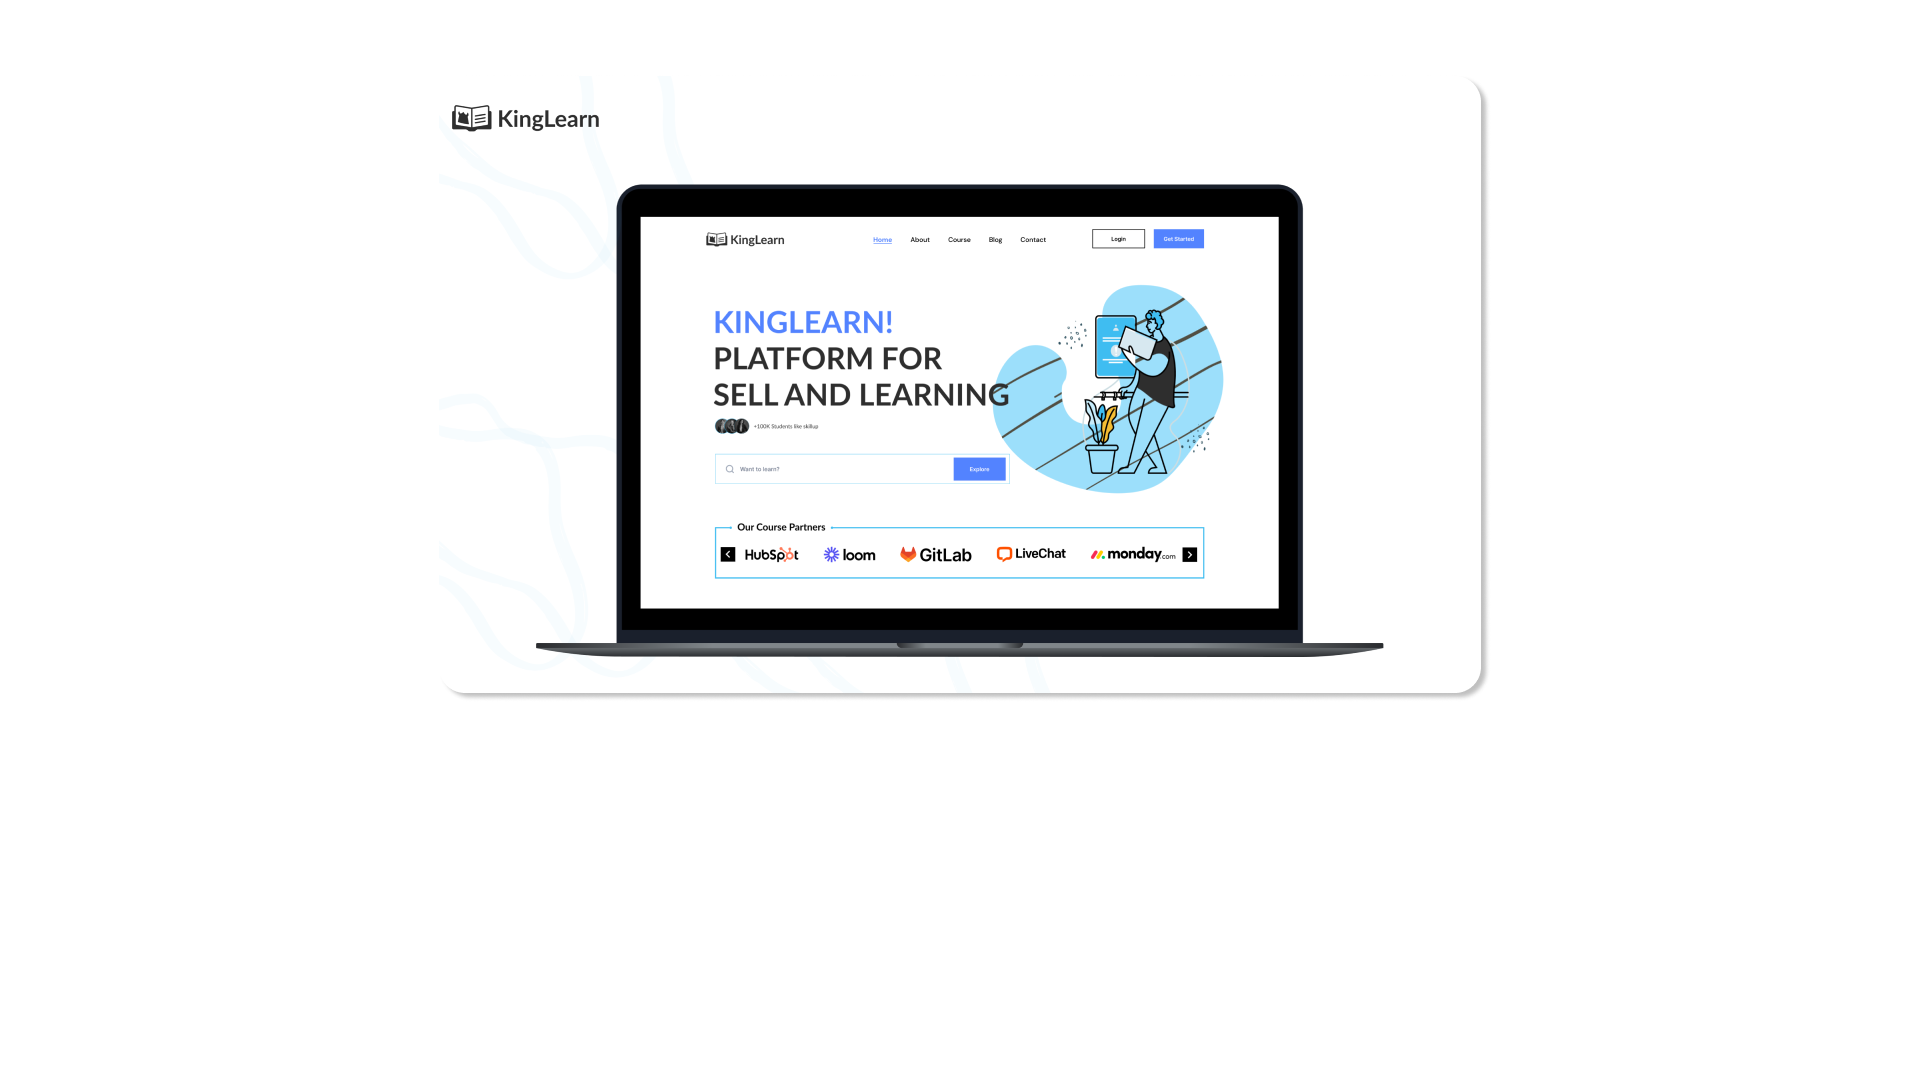 KingLearn
KingLearn
Home About Course Blog Contact Login Get Started
KINGLEARN!
PLATFORM FOR
SELL AND LEARNING
+100K Students like skillup
Want to learn? Explore
Our Course Partners
HubSpot loom GitLab LiveChat monday.com